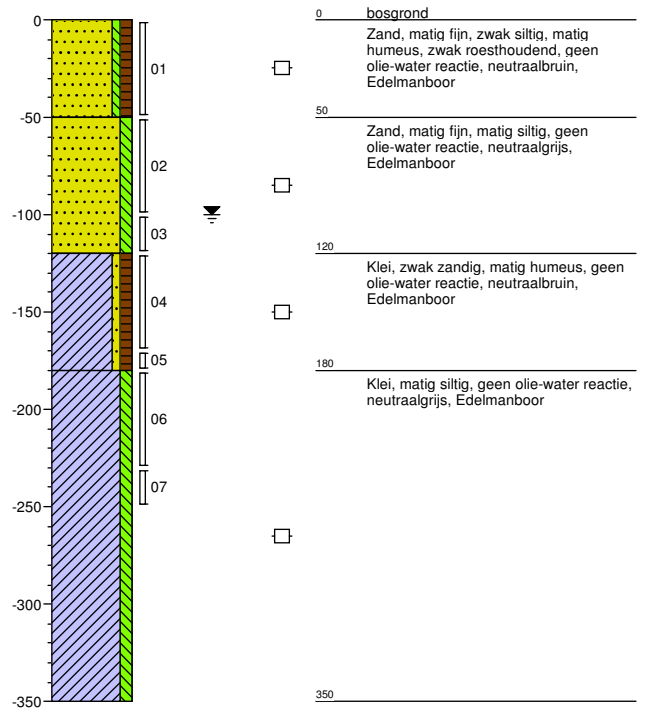 0
-50
-100
-150
-200
-250
-300
-350
01
02
03
04
05
06
07
0 bosgrond
Zand, matig fijn, zwak siltig, matig
humeus, zwak roesthoudend, geen
olie-water reactie, neutraalbruin,
Edelmanboor
50
Zand, matig fijn, matig siltig, geen
olie-water reactie, neutraalgrijs,
Edelmanboor
120
Klei, zwak zandig, matig humeus, geen
olie-water reactie, neutraalbruin,
Edelmanboor
180
Klei, matig siltig, geen olie-water reactie,
neutraalgrijs, Edelmanboor
350